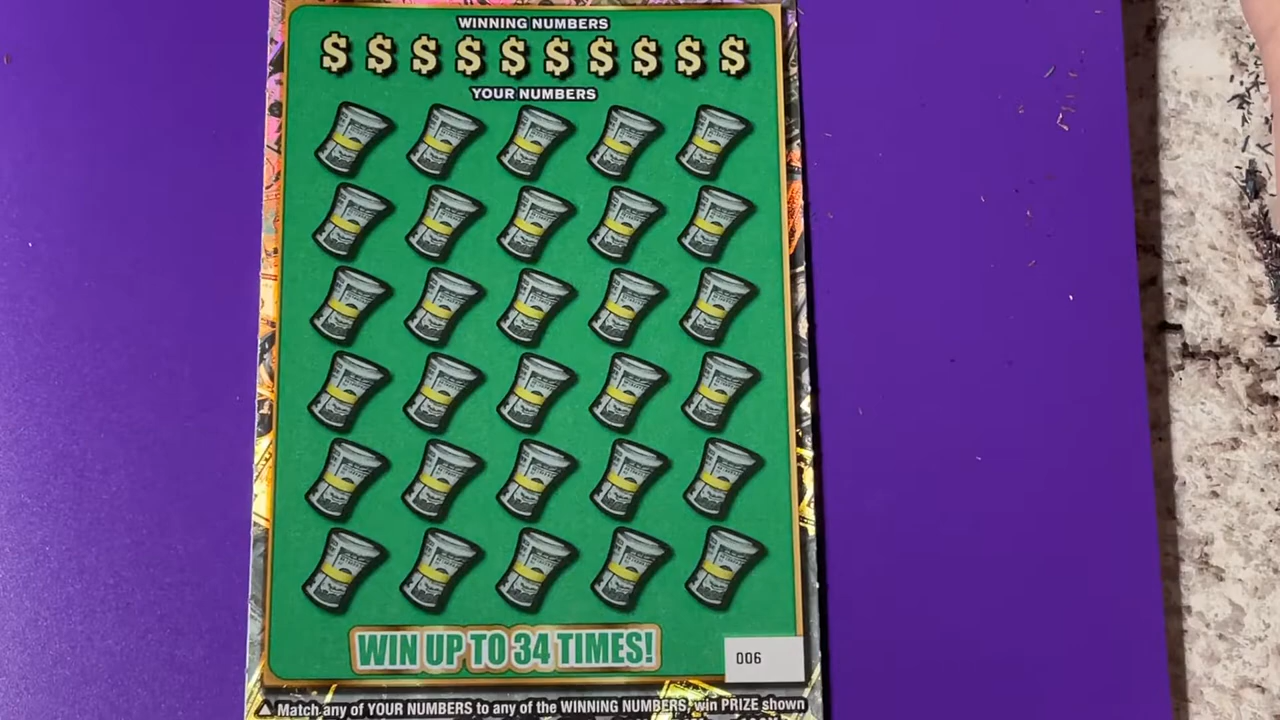 WINNING NUMBERS
$ $ $ $ $ $ $ $ $ $
YOUR NUMBERS
WIN UP TO 34 TIMES!
006
Match any of YOUR NUMBERS to any of the WINNING NUMBERS, win PRIZE shown